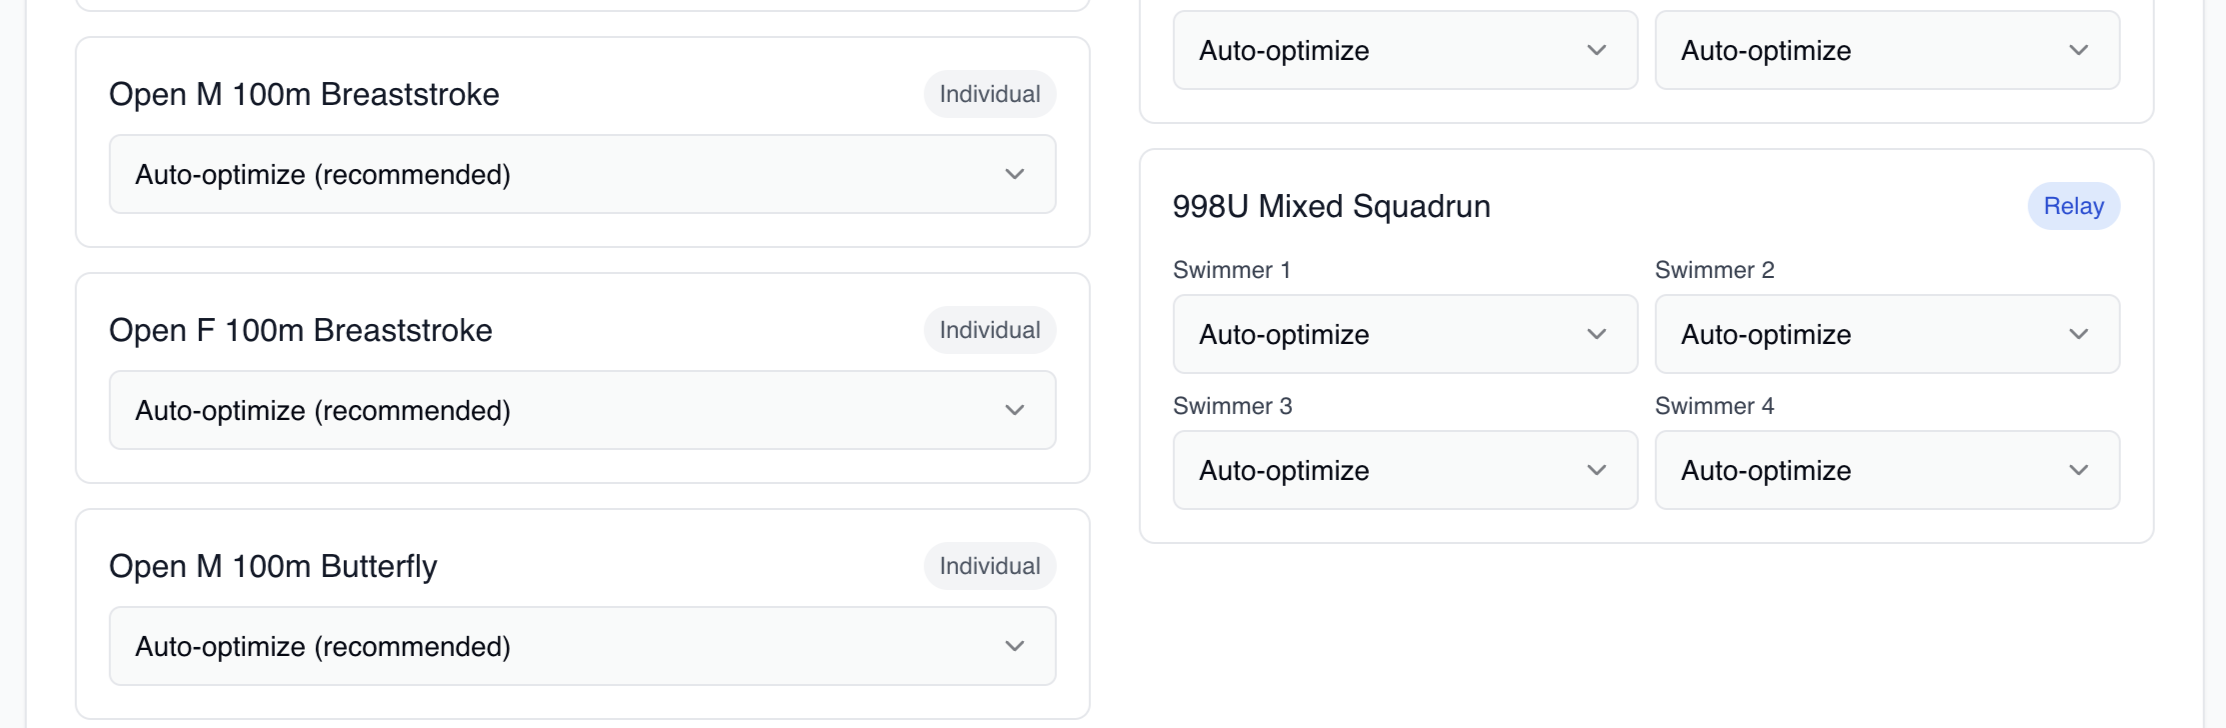 Open M 100m Breaststroke
Individual
Auto-optimize (recommended)
Open F 100m Breaststroke
Individual
Auto-optimize (recommended)
Open M 100m Butterfly
Individual
Auto-optimize (recommended)
Auto-optimize Auto-optimize
998U Mixed Squadrun
Relay
Swimmer 1 Swimmer 2
Auto-optimize Auto-optimize
Swimmer 3 Swimmer 4
Auto-optimize Auto-optimize